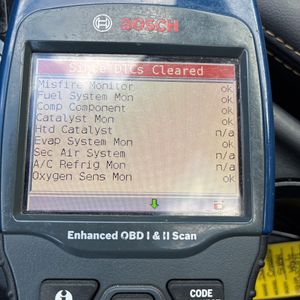 BOSCH
Since DTCs Cleared
Misfire Monitor ok
Fuel System Mon ok
Comp Component ok
Catalyst Mon ok
Htd Catalyst n/a
Evap System Mon ok
Sec Air System n/a
A/C Refrig Mon n/a
Oxygen Sens Mon ok
Enhanced OBD I & II Scan
CODE